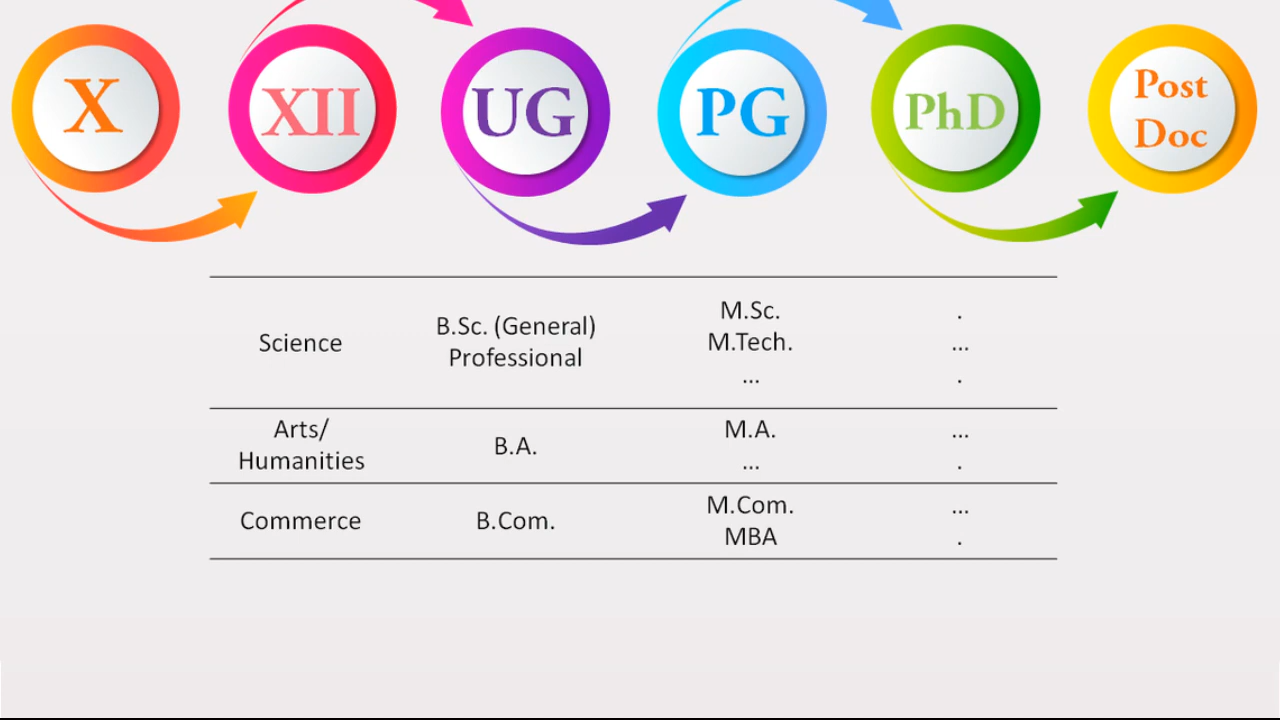 X
XII
UG
PG
PhD
Post
Doc
Science
B.Sc. (General)
Professional
M.Sc.
M.Tech.
...
.
...
.
Arts/
Humanities
B.A.
M.A.
...
...
.
Commerce
B.Com.
M.Com.
MBA
...
.